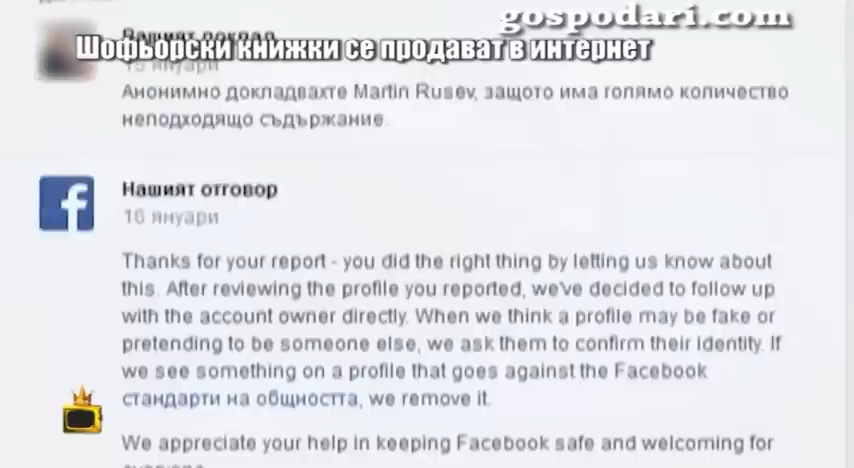 gospodari.com
Шофьорски книжки се продават в интернет
Нашият доклад
15 януари
Анонимно докладвахте Martin Rusev, защото има голямо количество
неподходящо съдържание.
Нашият отговор
16 януари
Thanks for your report - you did the right thing by letting us know about
this. After reviewing the profile you reported, we've decided to follow up
with the account owner directly. When we think a profile may be fake or
pretending to be someone else, we ask them to confirm their identity. If
we see something on a profile that goes against the Facebook
стандарти на общността, we remove it.
We appreciate your help in keeping Facebook safe and welcoming for